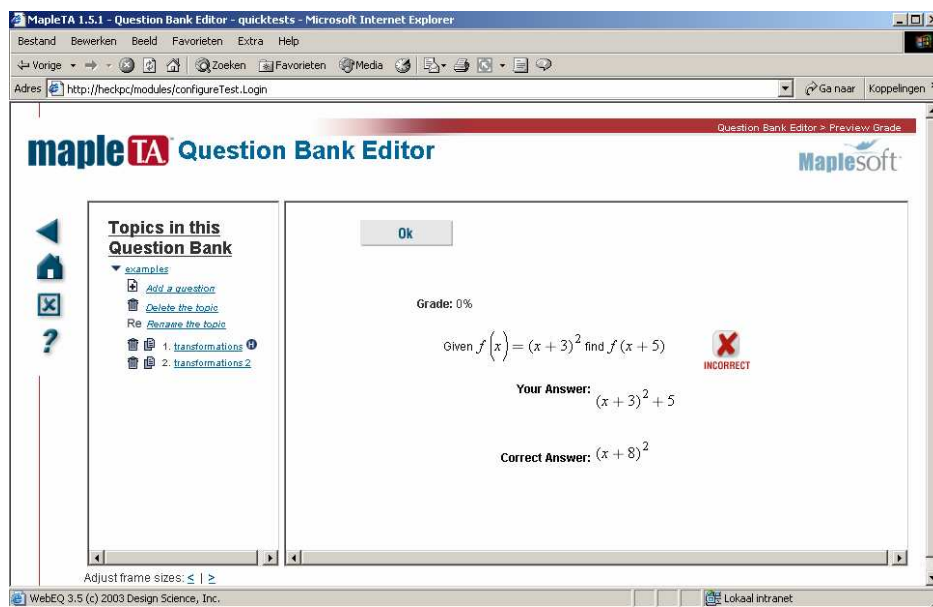 MapleTA 1.5.1 - Question Bank Editor - quicktests - Microsoft Internet Explorer
Bestand Bewerken Beeld Favorieten Extra Help
Vorige Zoeken Favorieten Media
Adres http://heckpc/modules/configureTest.Login Ga naar Koppelingen
Question Bank Editor > Preview Grade
maple TA Question Bank Editor
Maplesoft
Topics in this
Question Bank
examples
Add a question
Delete the topic
Re Rename the topic
1. transformations H
2. transformations 2
?
Ok
Grade: 0%
Given f(x) = (x + 3)² find f(x + 5)
INCORRECT
Your Answer: (x + 3)² + 5
Correct Answer: (x + 8)²
Adjust frame sizes: < | >
WebEQ 3.5 (c) 2003 Design Science, Inc. Lokaal intranet